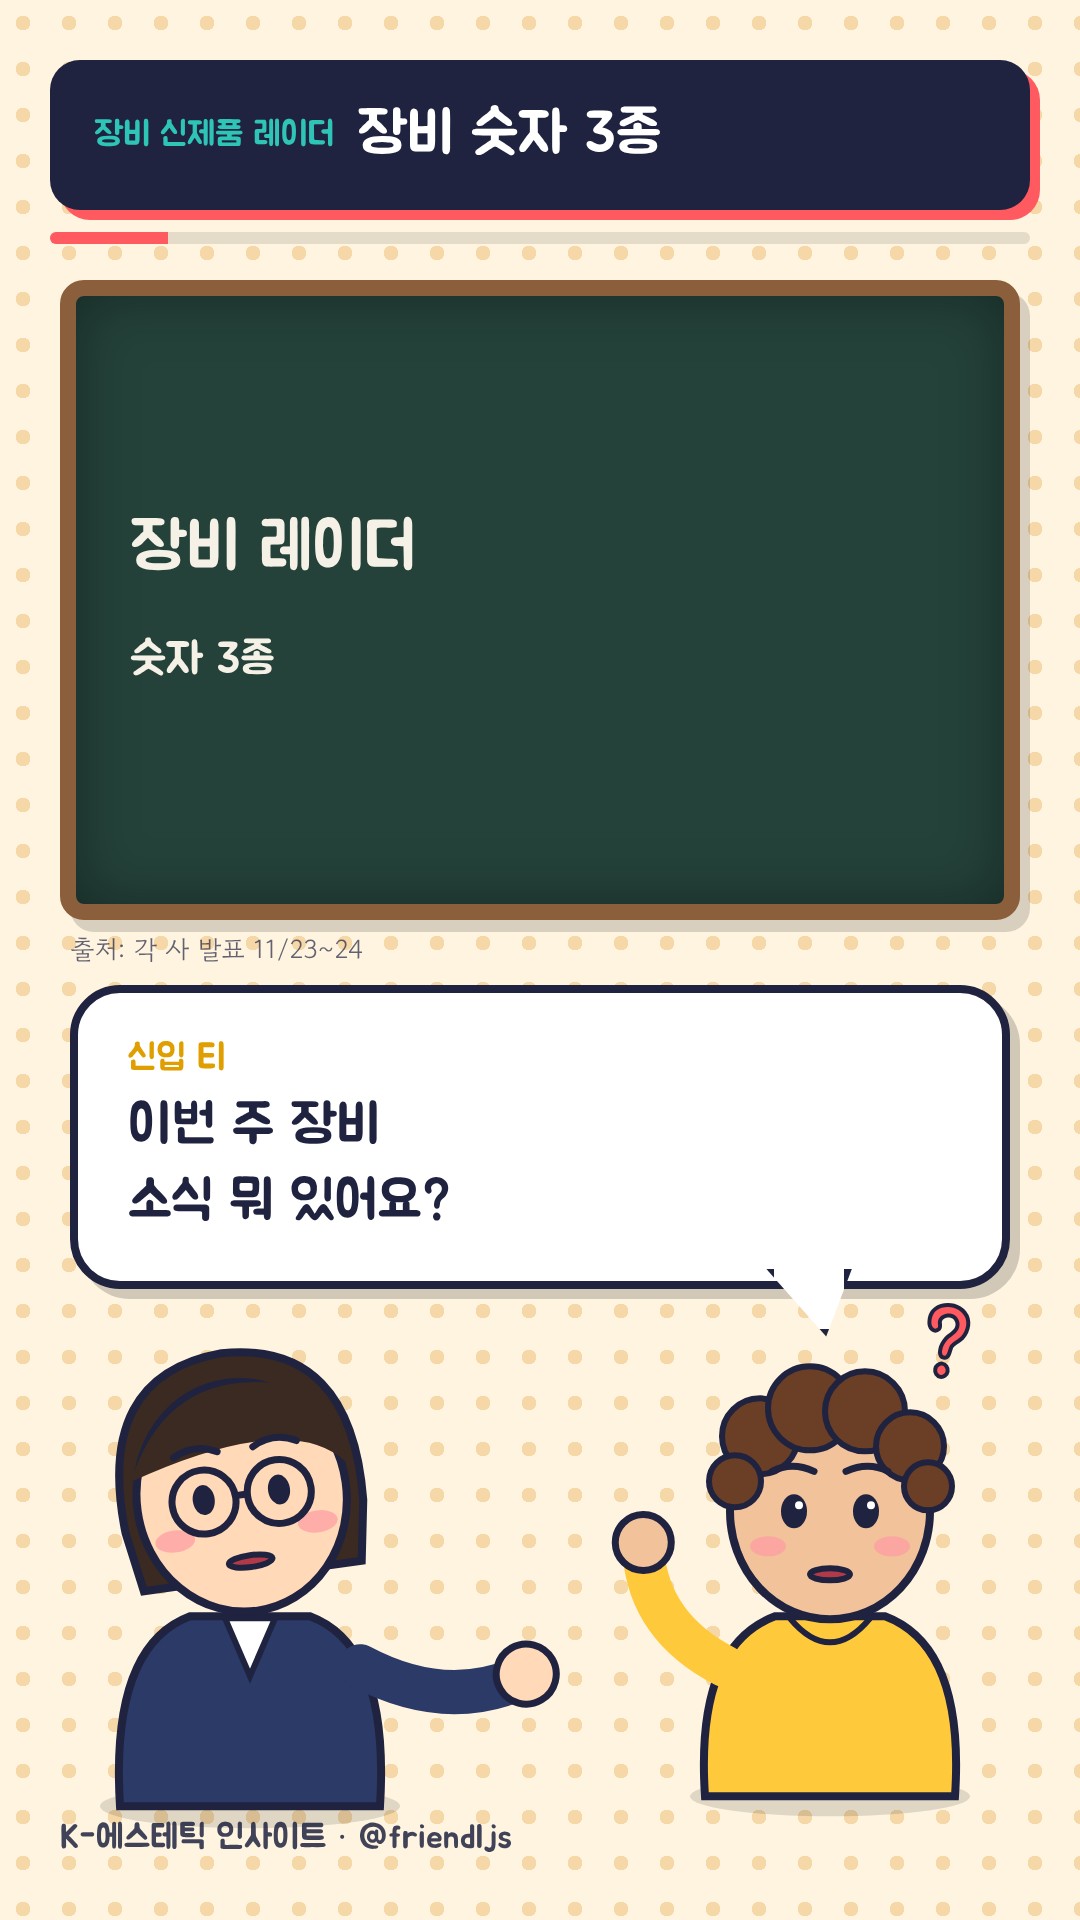 장비 신제품 레이더 장비 숫자 3종
장비 레이더
숫자 3종
출처: 각 사 발표 11/23~24
신입 티
이번 주 장비
소식 뭐 있어요?
?
K-에스테틱 인사이트 · @friendljs